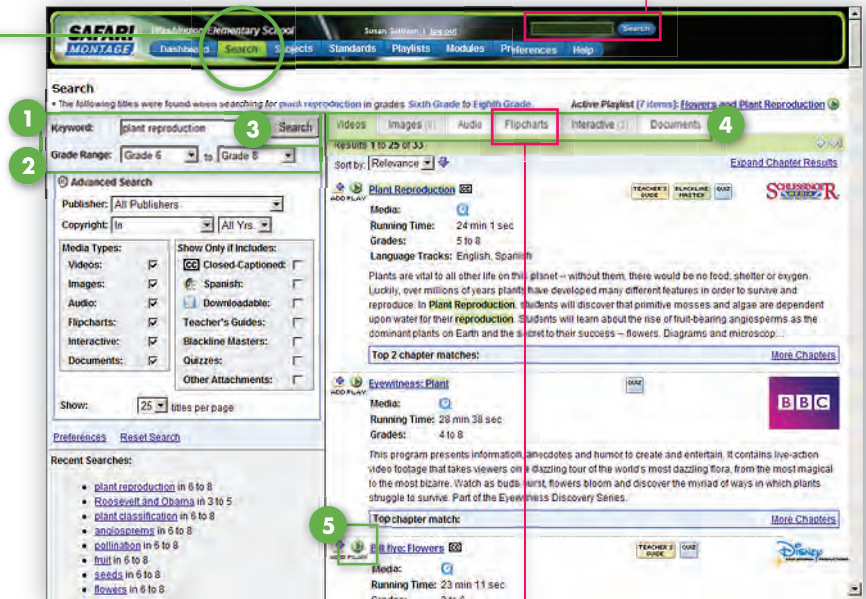 SAFARI
MONTAGE
Washington Elementary School
Susan Sullivan | log out
Search
Dashboard Search Subjects Standards Playlists Modules Preferences Help
Search
• The following titles were found when searching for plant reproduction in grades Sixth Grade to Eighth Grade.
Active Playlist [7 items]: Flowers and Plant Reproduction
1
Keyword: plant reproduction
3
Search
2
Grade Range: Grade 6 to Grade 8
Advanced Search
Publisher: All Publishers
Copyright: In All Yrs.
Media Types:
Videos:
Images:
Audio:
Flipcharts:
Interactive:
Documents:
Show Only if Includes:
CC Closed-Captioned:
Spanish:
Downloadable:
Teacher's Guides:
Blackline Masters:
Quizzes:
Other Attachments:
Show: 25 titles per page
Preferences Reset Search
Recent Searches:
• plant reproduction in 6 to 8
• Roosevelt and Obama in 3 to 5
• plant classification in 6 to 8
• angiosprems in 6 to 8
• pollination in 6 to 8
• fruit in 6 to 8
• seeds in 6 to 8
• flowers in 6 to 8
Videos Images (8) Audio Flipcharts Interactive (3) Documents
4
Results 1 to 25 of 33
Sort by: Relevance
Expand Chapter Results
ADD PLAY
Plant Reproduction CC
TEACHER'S GUIDE
BLACKLINE MASTER
QUIZ
SCHLESSINGER MEDIA
Media:
Running Time: 24 min 1 sec
Grades: 5 to 8
Language Tracks: English, Spanish
Plants are vital to all other life on this planet – without them, there would be no food, shelter or oxygen.
Luckily, over millions of years plants have developed many different features in order to survive and
reproduce. In Plant Reproduction, students will discover that primitive mosses and algae are dependent
upon water for their reproduction. Students will learn about the rise of fruit-bearing angiosperms as the
dominant plants on Earth and the secret to their success – flowers. Diagrams and microscop...
Top 2 chapter matches:
More Chapters
ADD PLAY
Eyewitness: Plant
QUIZ
BBC
Media:
Running Time: 28 min 38 sec
Grades: 4 to 8
This program presents information, anecdotes and humor to create and entertain. It contains live-action
video footage that takes viewers on a dazzling tour of the world's most dazzling flora, from the most magical
to the most bizarre. Watch as buds burst, flowers bloom and discover the myriad of ways in which plants
struggle to survive. Part of the Eyewitness Discovery Series.
Top chapter match:
More Chapters
5
ADD PLAY
Bill Nye: Flowers CC
TEACHER'S GUIDE
QUIZ
Disney
Media:
Running Time: 23 min 11 sec